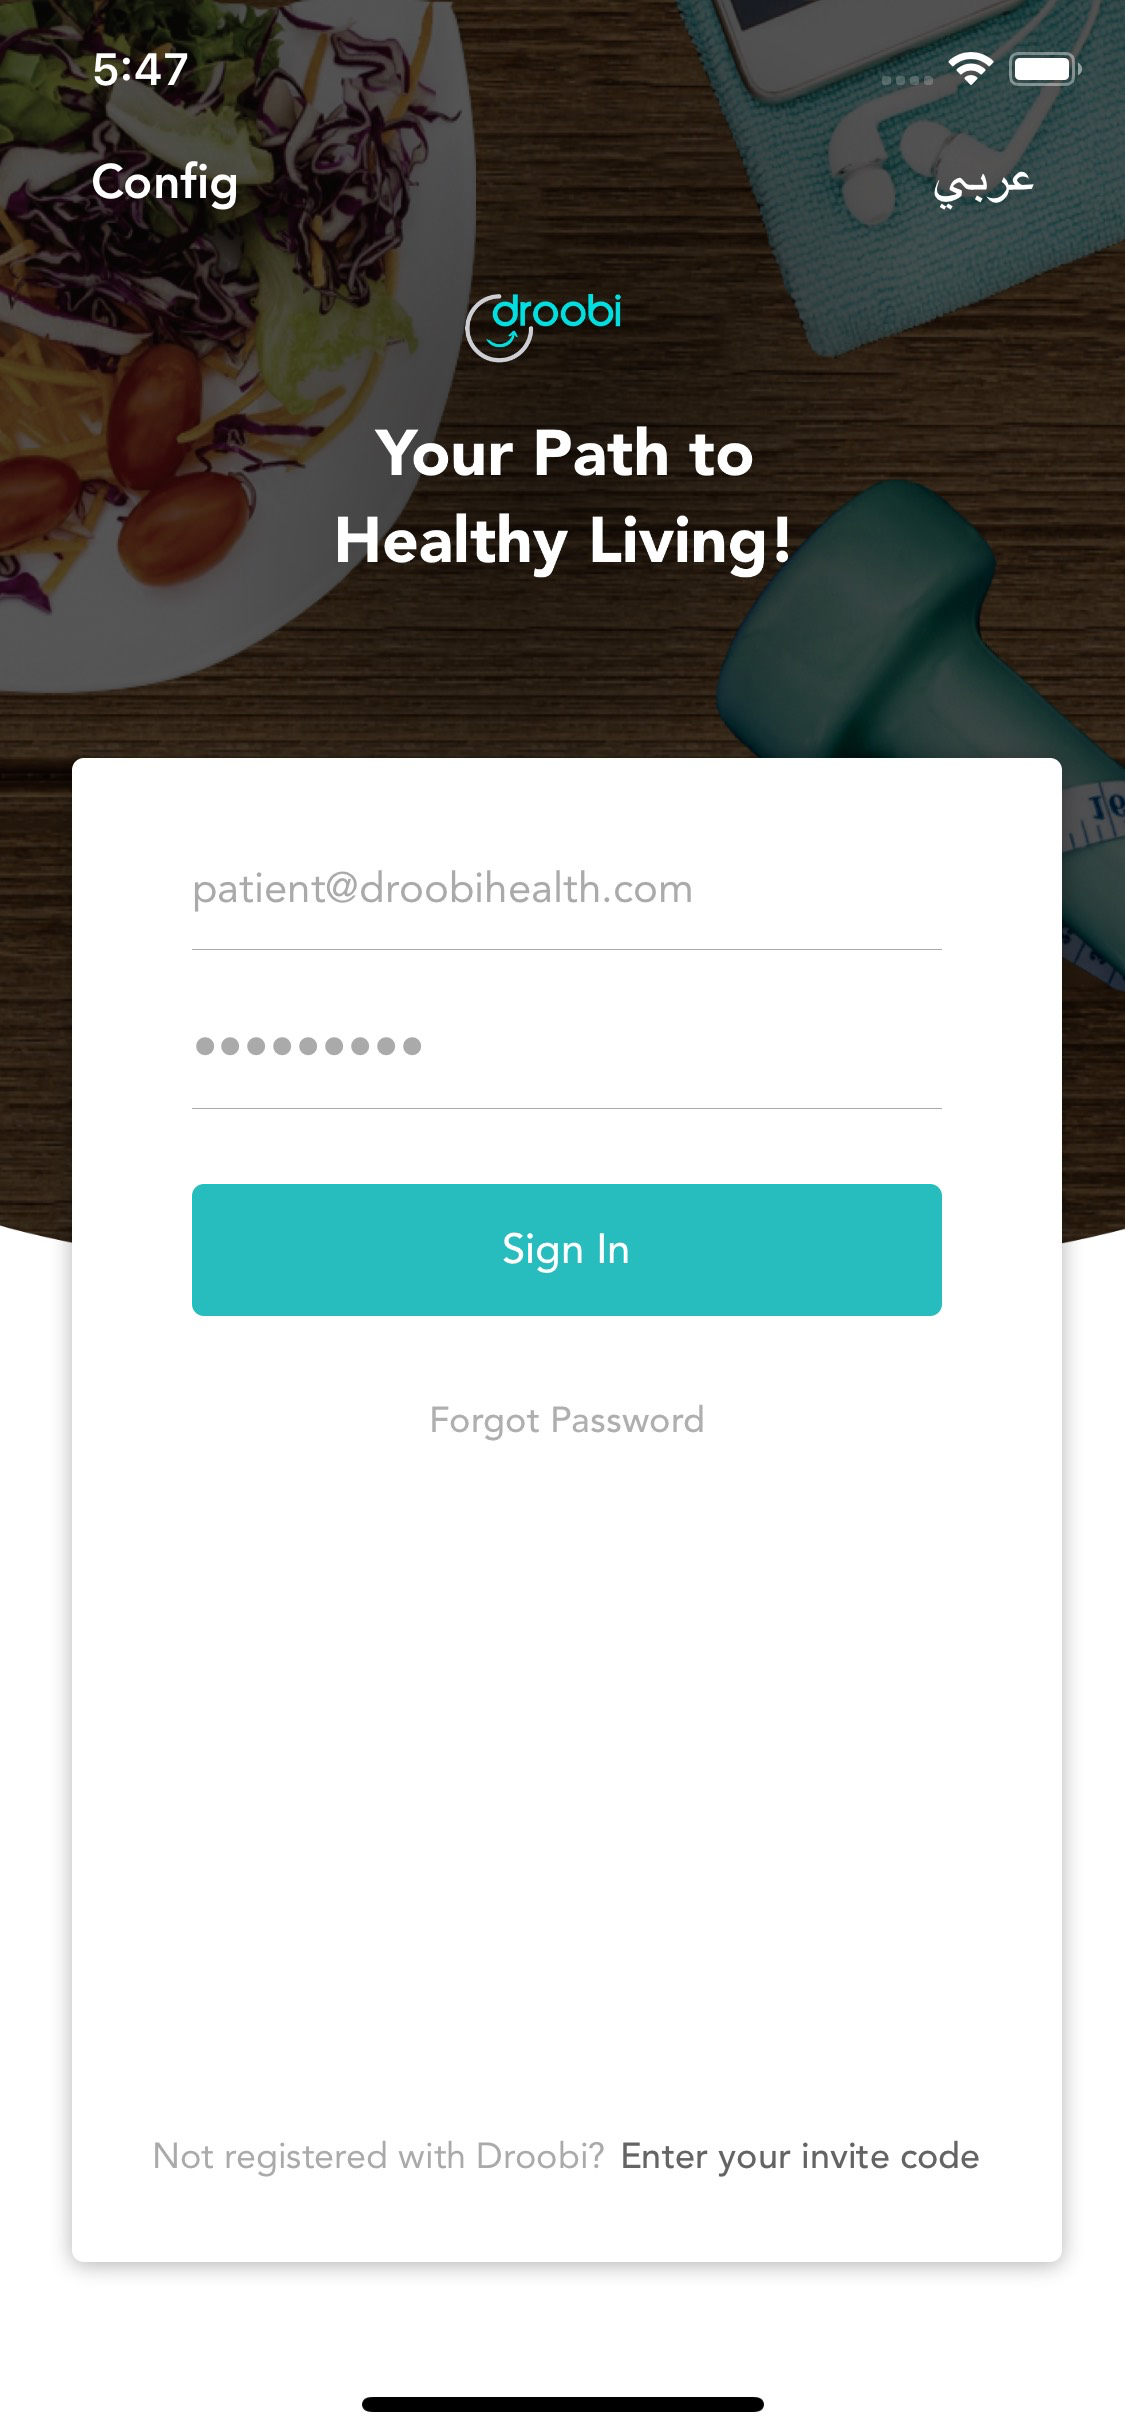 5:47
Config
عربي
droobi
Your Path to
Healthy Living!
16
patient@droobihealth.com
•••••••••
Sign In
Forgot Password
Not registered with Droobi? Enter your invite code